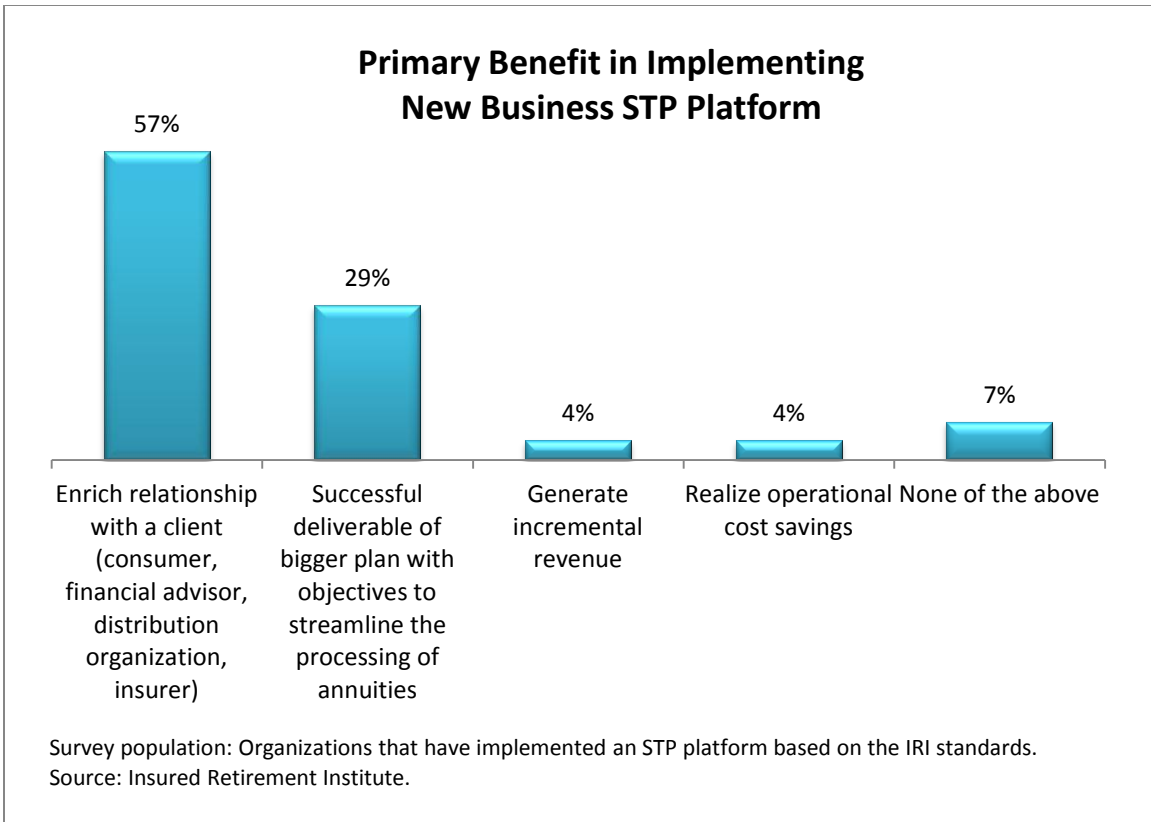 Primary Benefit in Implementing
New Business STP Platform
57%
29%
4%
4%
7%
Enrich relationship
with a client
(consumer,
financial advisor,
distribution
organization,
insurer)
Successful
deliverable of
bigger plan with
objectives to
streamline the
processing of
annuities
Generate
incremental
revenue
Realize operational
cost savings
None of the above
Survey population: Organizations that have implemented an STP platform based on the IRI standards.
Source: Insured Retirement Institute.